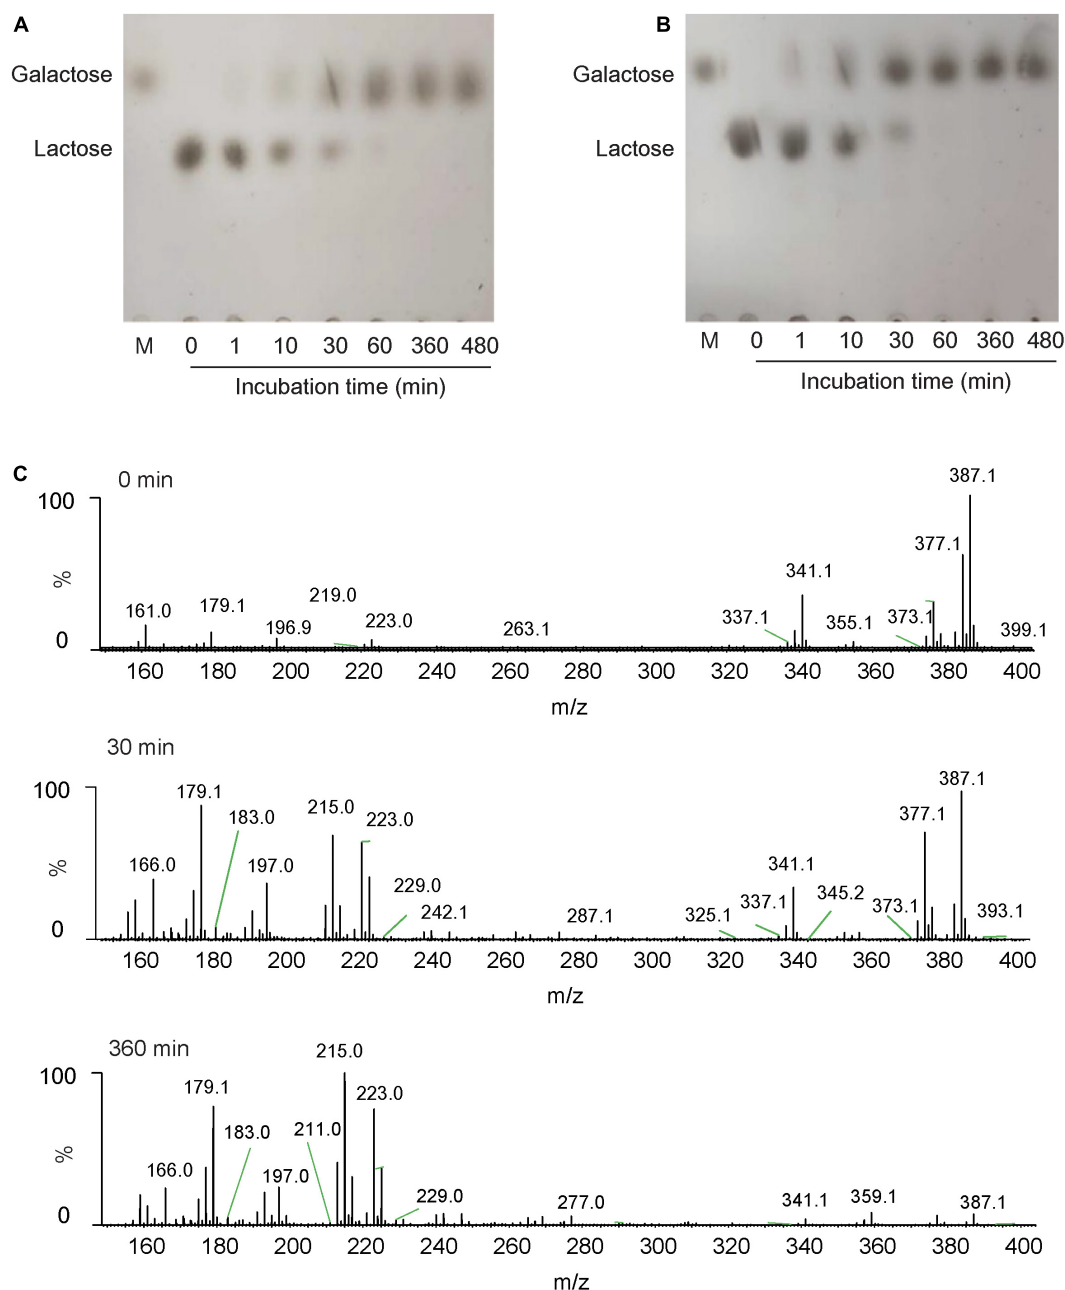 A
B
Galactose
Galactose
Lactose
Lactose
M 0 1 10 30 60 360 480
M 0 1 10 30 60 360 480
Incubation time (min)
Incubation time (min)
C
0 min
100
%
0
161.0
179.1
196.9
219.0
223.0
263.1
337.1
341.1
355.1
373.1
377.1
387.1
399.1
160 180 200 220 240 260 280 300 320 340 360 380 400
m/z
30 min
100
%
0
166.0
179.1
183.0
197.0
215.0
223.0
229.0
242.1
287.1
325.1
337.1
341.1
345.2
373.1
377.1
387.1
393.1
160 180 200 220 240 260 280 300 320 340 360 380 400
m/z
360 min
100
%
0
166.0
179.1
183.0
197.0
211.0
215.0
223.0
229.0
277.0
341.1
359.1
387.1
160 180 200 220 240 260 280 300 320 340 360 380 400
m/z